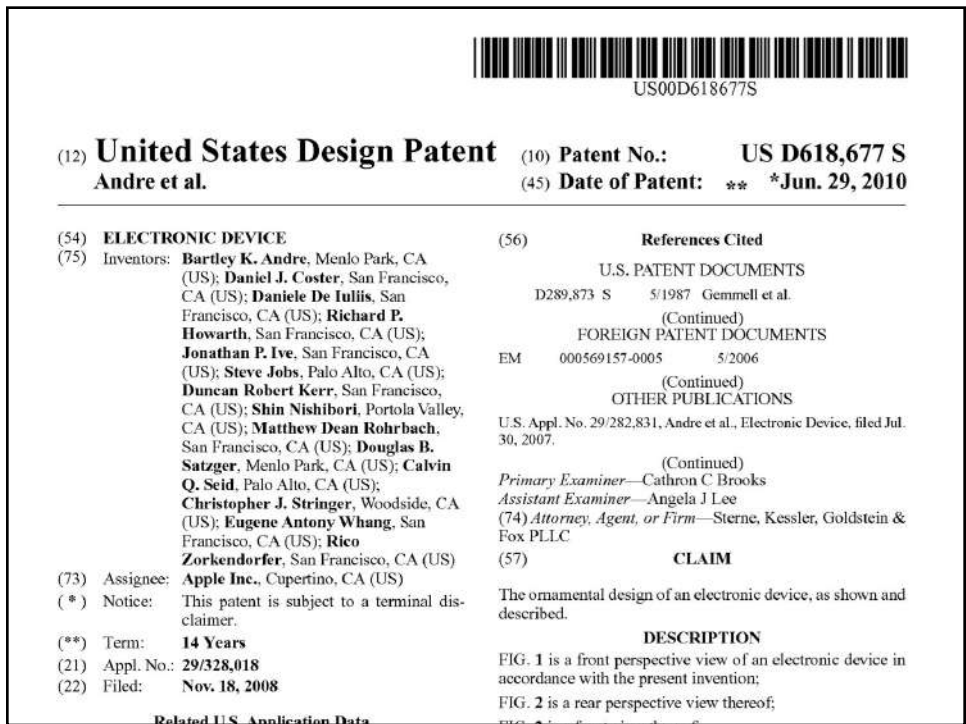 US00D618677S
(12) United States Design Patent
Andre et al.
(10) Patent No.: US D618,677 S
(45) Date of Patent: ** *Jun. 29, 2010
(54) ELECTRONIC DEVICE
(75) Inventors: Bartley K. Andre, Menlo Park, CA
(US); Daniel J. Coster, San Francisco,
CA (US); Daniele De Iuliis, San
Francisco, CA (US); Richard P.
Howarth, San Francisco, CA (US);
Jonathan P. Ive, San Francisco, CA
(US); Steve Jobs, Palo Alto, CA (US);
Duncan Robert Kerr, San Francisco,
CA (US); Shin Nishibori, Portola Valley,
CA (US); Matthew Dean Rohrbach,
San Francisco, CA (US); Douglas B.
Satzger, Menlo Park, CA (US); Calvin
Q. Seid, Palo Alto, CA (US);
Christopher J. Stringer, Woodside, CA
(US); Eugene Antony Whang, San
Francisco, CA (US); Rico
Zorkendorfer, San Francisco, CA (US)
(73) Assignee: Apple Inc., Cupertino, CA (US)
( * ) Notice: This patent is subject to a terminal dis-
claimer.
(**) Term: 14 Years
(21) Appl. No.: 29/328,018
(22) Filed: Nov. 18, 2008
Related U.S. Application Data
(56) References Cited
U.S. PATENT DOCUMENTS
D289,873 S 5/1987 Gemmell et al.
(Continued)
FOREIGN PATENT DOCUMENTS
EM 000569157-0005 5/2006
(Continued)
OTHER PUBLICATIONS
U.S. Appl. No. 29/282,831, Andre et al., Electronic Device, filed Jul.
30, 2007.
(Continued)
Primary Examiner—Cathron C Brooks
Assistant Examiner—Angela J Lee
(74) Attorney, Agent, or Firm—Sterne, Kessler, Goldstein &
Fox PLLC
(57) CLAIM
The ornamental design of an electronic device, as shown and
described.
DESCRIPTION
FIG. 1 is a front perspective view of an electronic device in
accordance with the present invention;
FIG. 2 is a rear perspective view thereof;